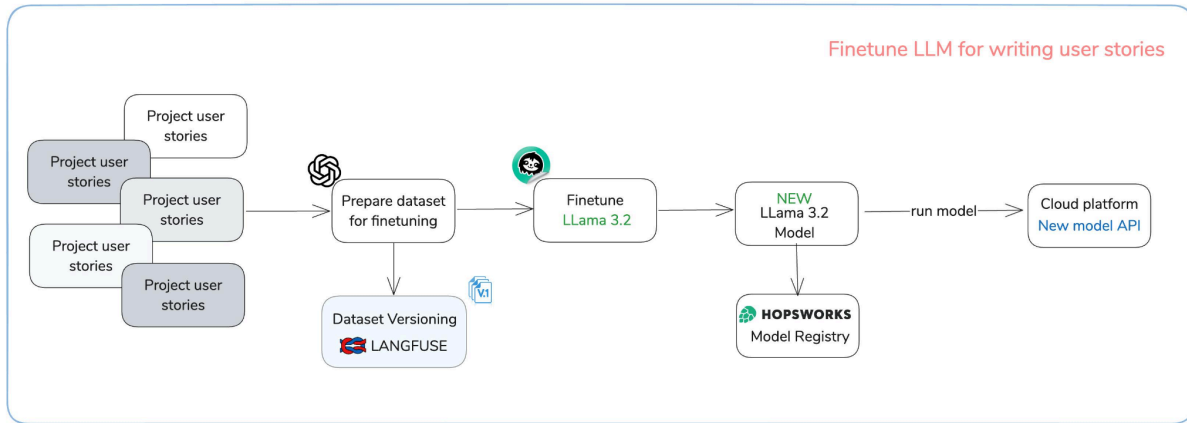 Finetune LLM for writing user stories
Project user
stories
Project user
stories
Project user
stories
Project user
stories
Project user
stories
Prepare dataset
for finetuning
V.1
Dataset Versioning
LANGFUSE
Finetune
LLama 3.2
NEW
LLama 3.2
Model
HOPSWORKS
Model Registry
run model
Cloud platform
New model API